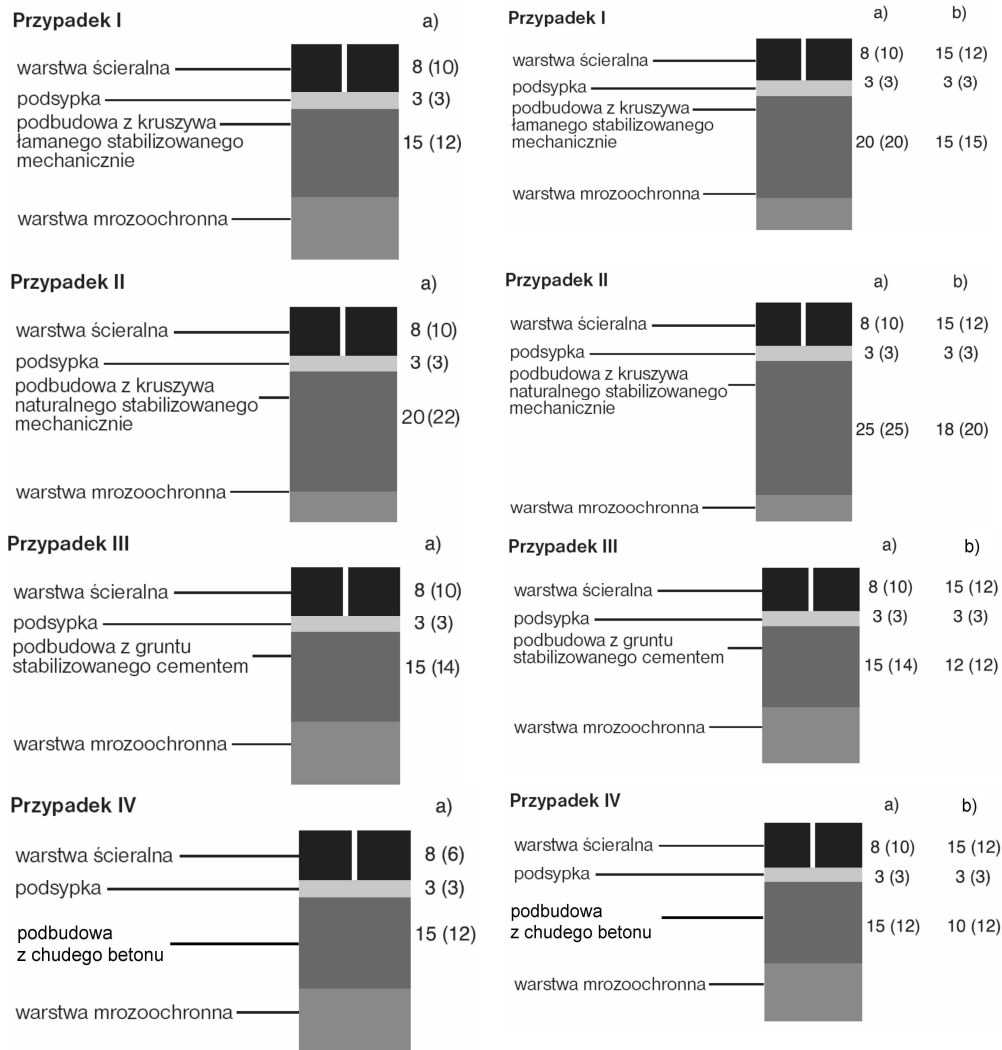 Przypadek I
a)
warstwa ścieralna
8 (10)
podsypka
3 (3)
podbudowa z kruszywa
łamanego stabilizowanego
mechanicznie
15 (12)
warstwa mrozoochronna
Przypadek II
a)
warstwa ścieralna
8 (10)
podsypka
3 (3)
podbudowa z kruszywa
naturalnego stabilizowanego
mechanicznie
20 (22)
warstwa mrozoochronna
Przypadek III
a)
warstwa ścieralna
8 (10)
podsypka
3 (3)
podbudowa z gruntu
stabilizowanego cementem
15 (14)
warstwa mrozoochronna
Przypadek IV
a)
warstwa ścieralna
8 (6)
podsypka
3 (3)
podbudowa
z chudego betonu
15 (12)
warstwa mrozoochronna
Przypadek I
a) b)
warstwa ścieralna
8 (10) 15 (12)
podsypka
3 (3) 3 (3)
podbudowa z kruszywa
łamanego stabilizowanego
mechanicznie
20 (20) 15 (15)
warstwa mrozoochronna
Przypadek II
a) b)
warstwa ścieralna
8 (10) 15 (12)
podsypka
3 (3) 3 (3)
podbudowa z kruszywa
naturalnego stabilizowanego
mechanicznie
25 (25) 18 (20)
warstwa mrozoochronna
Przypadek III
a) b)
warstwa ścieralna
8 (10) 15 (12)
podsypka
3 (3) 3 (3)
podbudowa z gruntu
stabilizowanego cementem
15 (14) 12 (12)
warstwa mrozoochronna
Przypadek IV
a) b)
warstwa ścieralna
8 (10) 15 (12)
podsypka
3 (3) 3 (3)
podbudowa
z chudego betonu
15 (12) 10 (12)
warstwa mrozoochronna